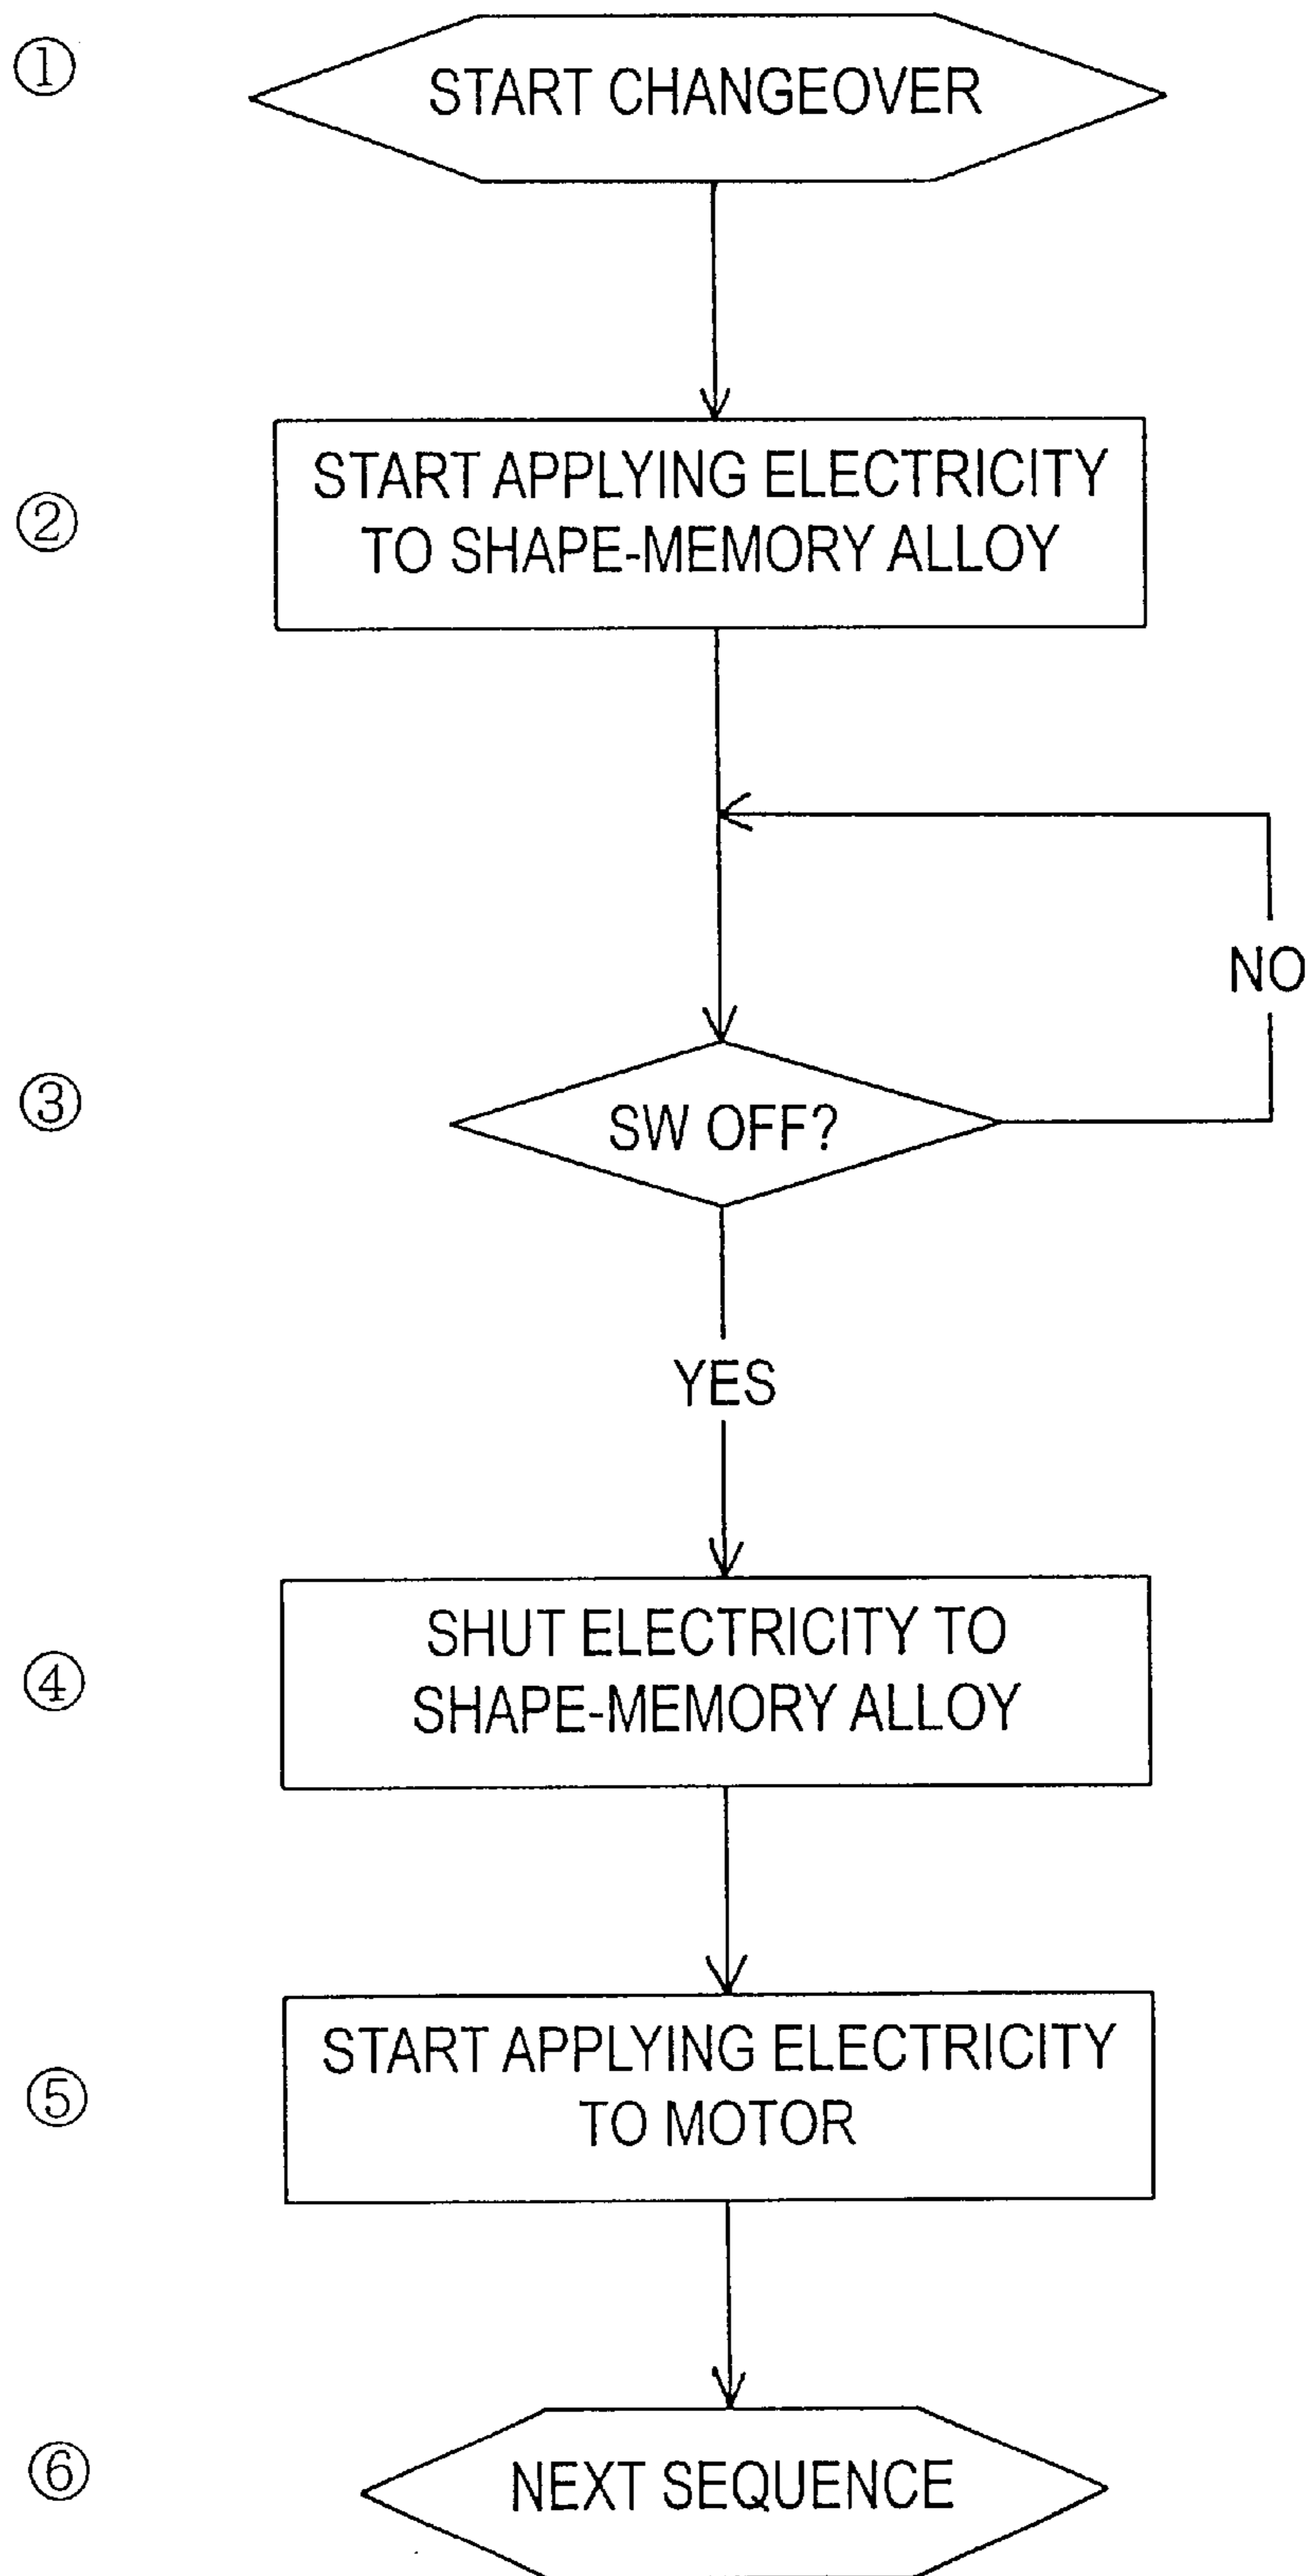 ①
START CHANGEOVER
②
START APPLYING ELECTRICITY
TO SHAPE-MEMORY ALLOY
NO
③
SW OFF?
YES
④
SHUT ELECTRICITY TO
SHAPE-MEMORY ALLOY
⑤
START APPLYING ELECTRICITY
TO MOTOR
⑥
NEXT SEQUENCE